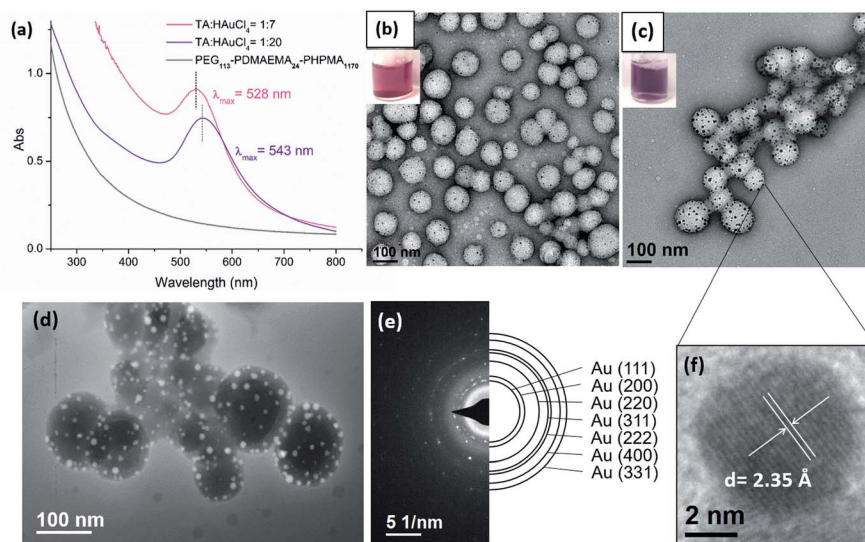 (a)
TA:HAuCl4= 1:7
TA:HAuCl4= 1:20
PEG113-PDMAEMA24-PHPMA1170
λmax= 528 nm
λmax= 543 nm
1.0
0.5
0.0
Abs
300 400 500 600 700 800
Wavelength (nm)
(b)
100 nm
(c)
100 nm
(d)
100 nm
(e)
5 1/nm
Au (111)
Au (200)
Au (220)
Au (311)
Au (222)
Au (400)
Au (331)
(f)
d= 2.35 Å
2 nm